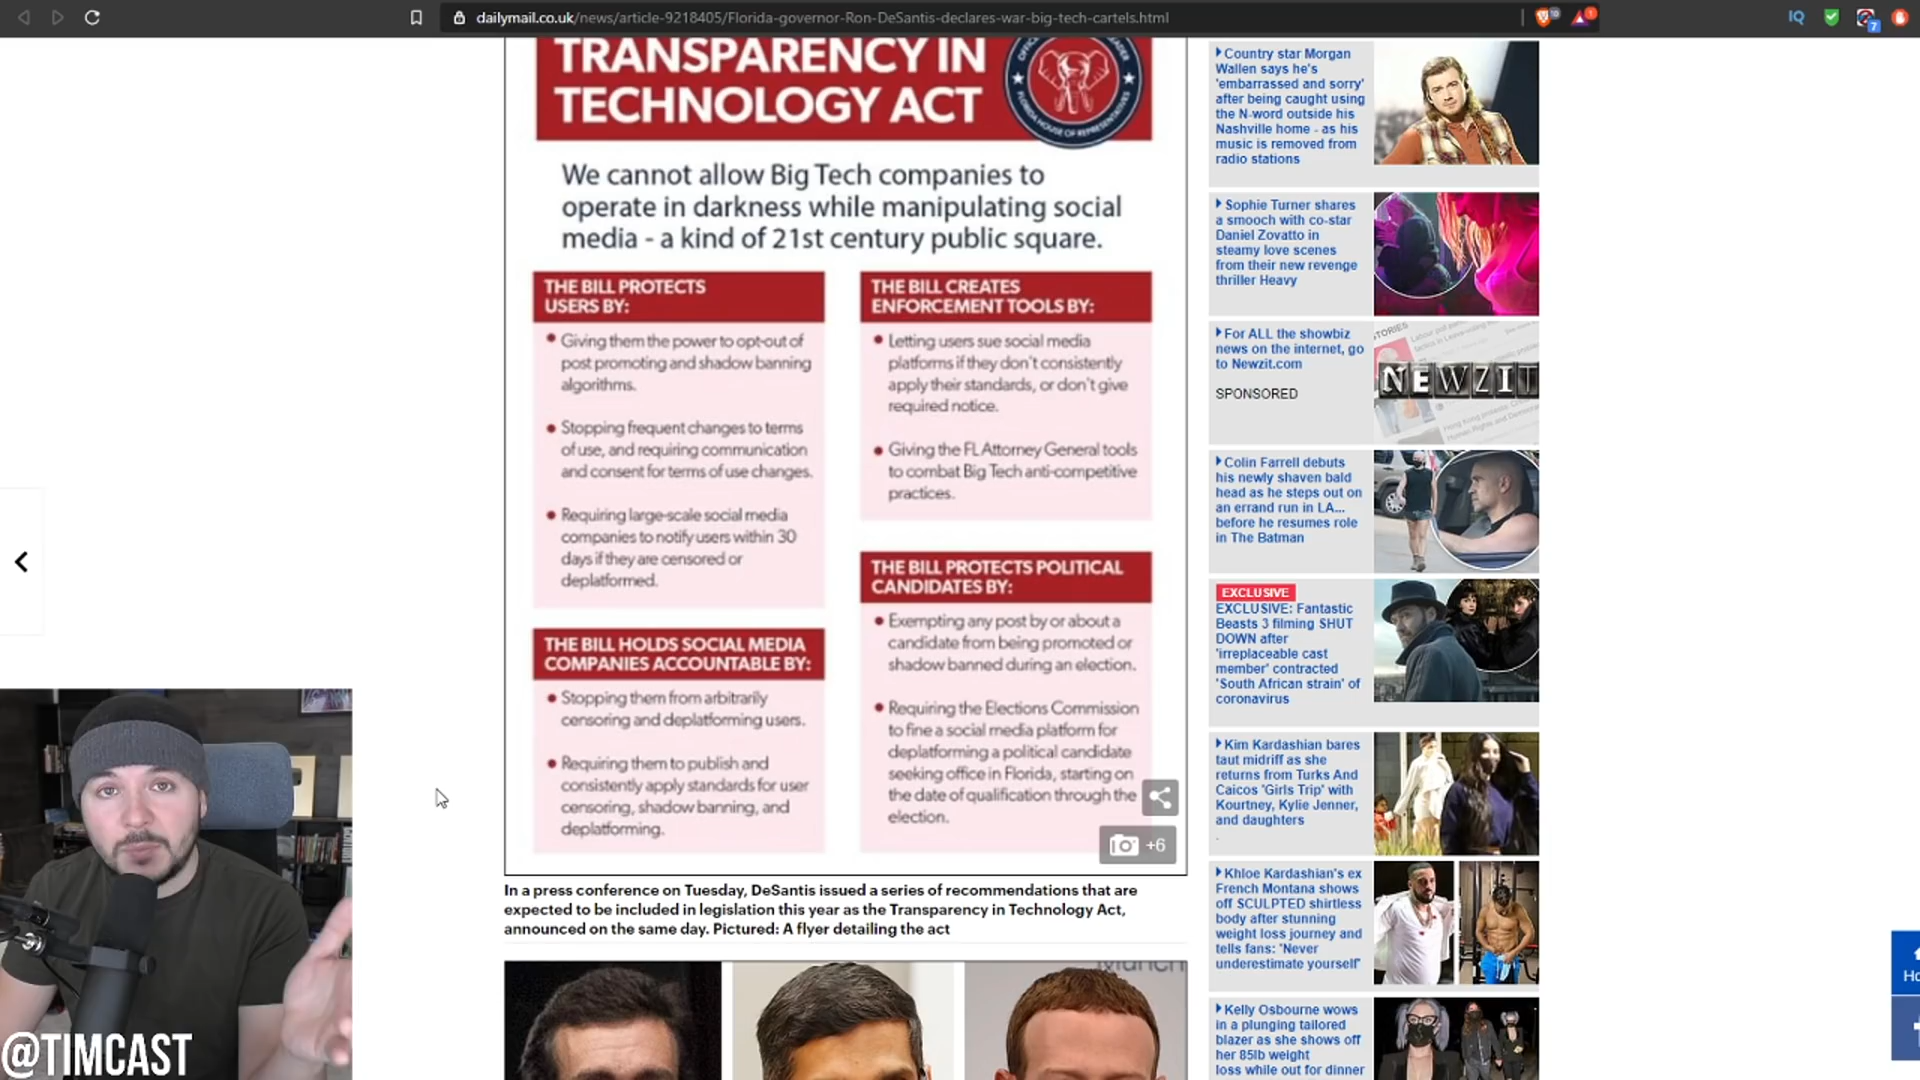 dailymail.co.uk/news/article-9218405/Florida-governor-Ron-DeSantis-declares-war-big-tech-cartels.html
10
1
IQ
7
TRANSPARENCY IN
TECHNOLOGY ACT
FLORIDA HOUSE OF REPRESENTATIVES
We cannot allow Big Tech companies to
operate in darkness while manipulating social
media - a kind of 21st century public square.
THE BILL PROTECTS
USERS BY:
• Giving them the power to opt-out of
post promoting and shadow banning
algorithms.
• Stopping frequent changes to terms
of use, and requiring communication
and consent for terms of use changes.
• Requiring large-scale social media
companies to notify users within 30
days if they are censored or
deplatformed.
THE BILL HOLDS SOCIAL MEDIA
COMPANIES ACCOUNTABLE BY:
• Stopping them from arbitrarily
censoring and deplatforming users.
• Requiring them to publish and
consistently apply standards for user
censoring, shadow banning, and
deplatforming.
THE BILL CREATES
ENFORCEMENT TOOLS BY:
• Letting users sue social media
platforms if they don't consistently
apply their standards, or don't give
required notice.
• Giving the FL Attorney General tools
to combat Big Tech anti-competitive
practices.
THE BILL PROTECTS POLITICAL
CANDIDATES BY:
• Exempting any post by or about a
candidate from being promoted or
shadow banned during an election.
• Requiring the Elections Commission
to fine a social media platform for
deplatforming a political candidate
seeking office in Florida, starting on
the date of qualification through the
election.
+6
In a press conference on Tuesday, DeSantis issued a series of recommendations that are
expected to be included in legislation this year as the Transparency in Technology Act,
announced on the same day. Pictured: A flyer detailing the act
Country star Morgan
Wallen says he's
'embarrassed and sorry'
after being caught using
the N-word outside his
Nashville home - as his
music is removed from
radio stations
Sophie Turner shares
a smooch with co-star
Daniel Zovatto in
steamy love scenes
from their new revenge
thriller Heavy
For ALL the showbiz
news on the internet, go
to Newzit.com
SPONSORED
NEWZIT
Colin Farrell debuts
his newly shaven bald
head as he steps out on
an errand run in LA...
before he resumes role
in The Batman
EXCLUSIVE
EXCLUSIVE: Fantastic
Beasts 3 filming SHUT
DOWN after
'irreplaceable cast
member' contracted
'South African strain' of
coronavirus
Kim Kardashian bares
taut midriff as she
returns from Turks And
Caicos 'Girls Trip' with
Kourtney, Kylie Jenner,
and daughters
.
Khloe Kardashian's ex
French Montana shows
off SCULPTED shirtless
body after stunning
weight loss journey and
tells fans: 'Never
underestimate yourself'
Kelly Osbourne wows
in a plunging tailored
blazer as she shows off
her 85lb weight
loss while out for dinner
Ho
@TIMCAST